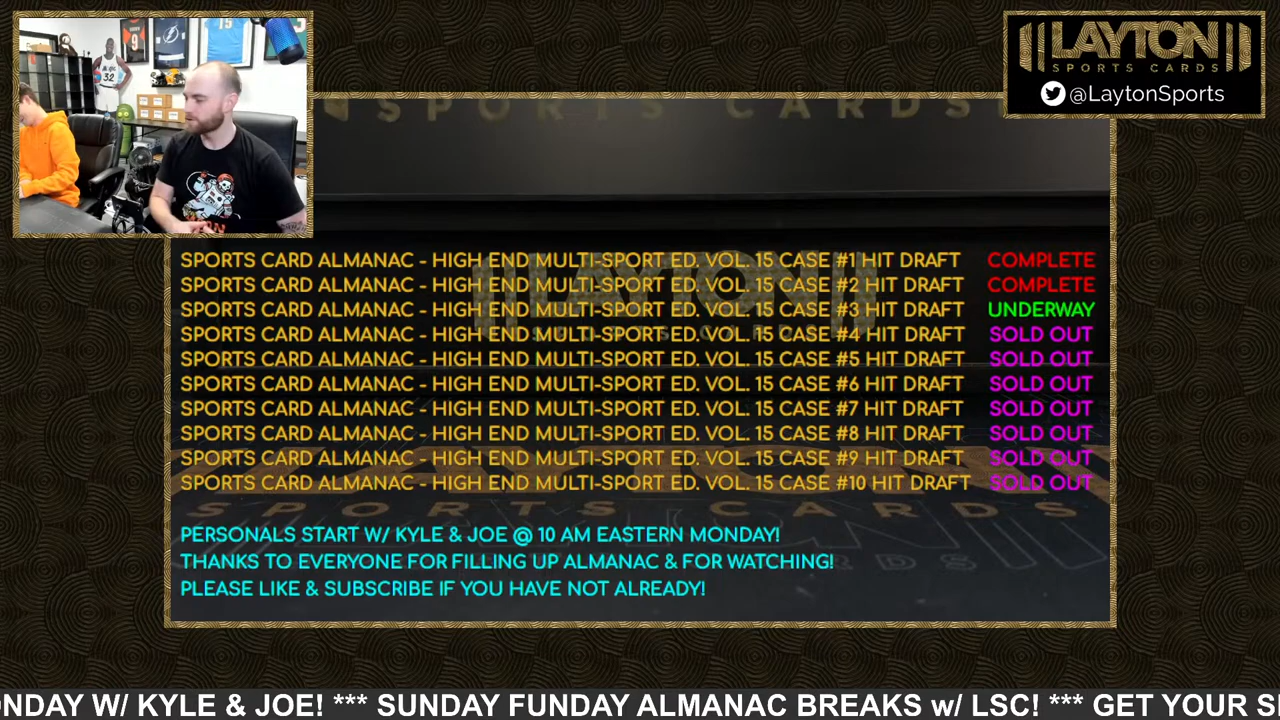 LAYTON
SPORTS CARDS
@LaytonSports
SPORTS CARDS
9
15
32
SPORTS CARD ALMANAC - HIGH END MULTI-SPORT ED. VOL. 15 CASE #1 HIT DRAFT COMPLETE
SPORTS CARD ALMANAC - HIGH END MULTI-SPORT ED. VOL. 15 CASE #2 HIT DRAFT COMPLETE
SPORTS CARD ALMANAC - HIGH END MULTI-SPORT ED. VOL. 15 CASE #3 HIT DRAFT UNDERWAY
SPORTS CARD ALMANAC - HIGH END MULTI-SPORT ED. VOL. 15 CASE #4 HIT DRAFT SOLD OUT
SPORTS CARD ALMANAC - HIGH END MULTI-SPORT ED. VOL. 15 CASE #5 HIT DRAFT SOLD OUT
SPORTS CARD ALMANAC - HIGH END MULTI-SPORT ED. VOL. 15 CASE #6 HIT DRAFT SOLD OUT
SPORTS CARD ALMANAC - HIGH END MULTI-SPORT ED. VOL. 15 CASE #7 HIT DRAFT SOLD OUT
SPORTS CARD ALMANAC - HIGH END MULTI-SPORT ED. VOL. 15 CASE #8 HIT DRAFT SOLD OUT
SPORTS CARD ALMANAC - HIGH END MULTI-SPORT ED. VOL. 15 CASE #9 HIT DRAFT SOLD OUT
SPORTS CARD ALMANAC - HIGH END MULTI-SPORT ED. VOL. 15 CASE #10 HIT DRAFT SOLD OUT
SPORTS CARDS
PERSONALS START W/ KYLE & JOE @ 10 AM EASTERN MONDAY!
THANKS TO EVERYONE FOR FILLING UP ALMANAC & FOR WATCHING!
PLEASE LIKE & SUBSCRIBE IF YOU HAVE NOT ALREADY!
ONDAY W/ KYLE & JOE! *** SUNDAY FUNDAY ALMANAC BREAKS w/ LSC! *** GET YOUR S